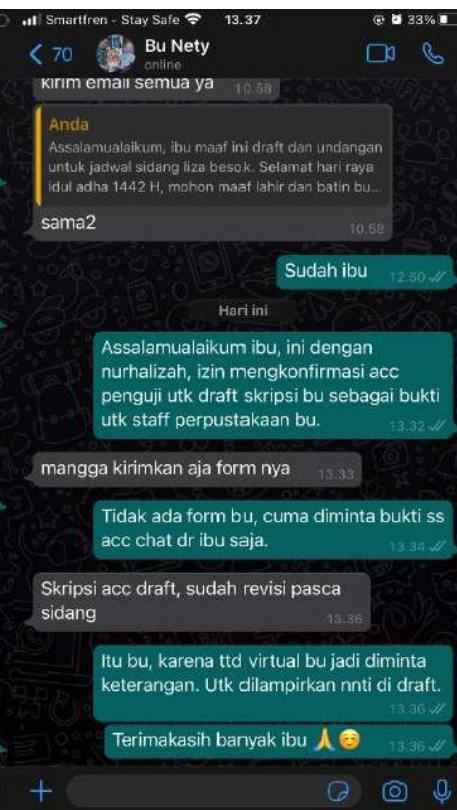 Smartfren - Stay Safe 13.37 33%
70 Bu Nety
online
kirim email semua ya 10.58
Anda
Assalamualaikum, ibu maaf ini draft dan undangan
untuk jadwal sidang liza besok. Selamat hari raya
idul adha 1442 H, mohon maaf lahir dan batin bu...
sama2 10.58
Sudah ibu 12.50
Hari ini
Assalamualaikum ibu, ini dengan
nurhalizah, izin mengkonfirmasi acc
penguji utk draft skripsi bu sebagai bukti
utk staff perpustakaan bu. 13.32
mangga kirimkan aja form nya 13.33
Tidak ada form bu, cuma diminta bukti ss
acc chat dr ibu saja. 13.34
Skripsi acc draft, sudah revisi pasca
sidang 13.36
Itu bu, karena ttd virtual bu jadi diminta
keterangan. Utk dilampirkan nnti di draft.
13.36
Terimakasih banyak ibu 🙏☺️ 13.36